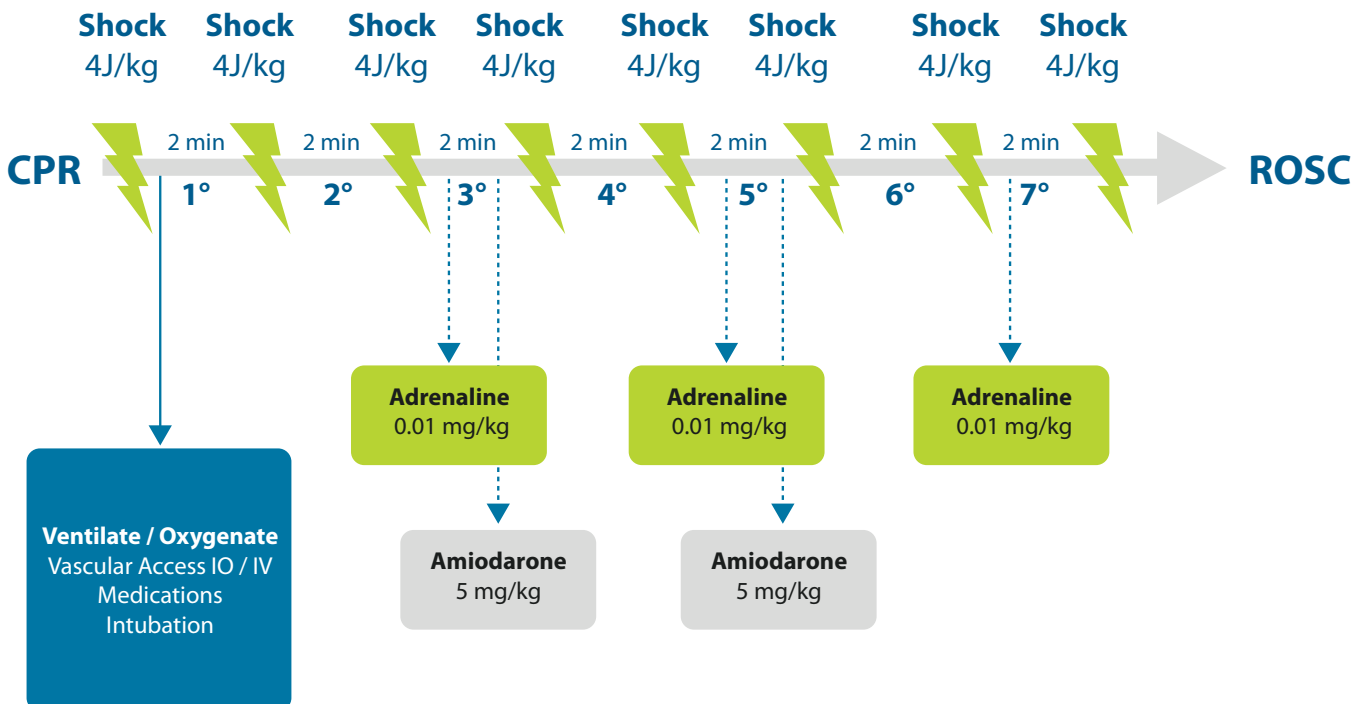 Shock Shock Shock Shock Shock Shock Shock Shock
4J/kg 4J/kg 4J/kg 4J/kg 4J/kg 4J/kg 4J/kg 4J/kg
2 min 2 min 2 min 2 min 2 min 2 min 2 min
CPR ROSC
1° 2° 3° 4° 5° 6° 7°
Adrenaline
0.01 mg/kg
Adrenaline
0.01 mg/kg
Adrenaline
0.01 mg/kg
Ventilate / Oxygenate
Vascular Access IO / IV
Medications
Intubation
Amiodarone
5 mg/kg
Amiodarone
5 mg/kg